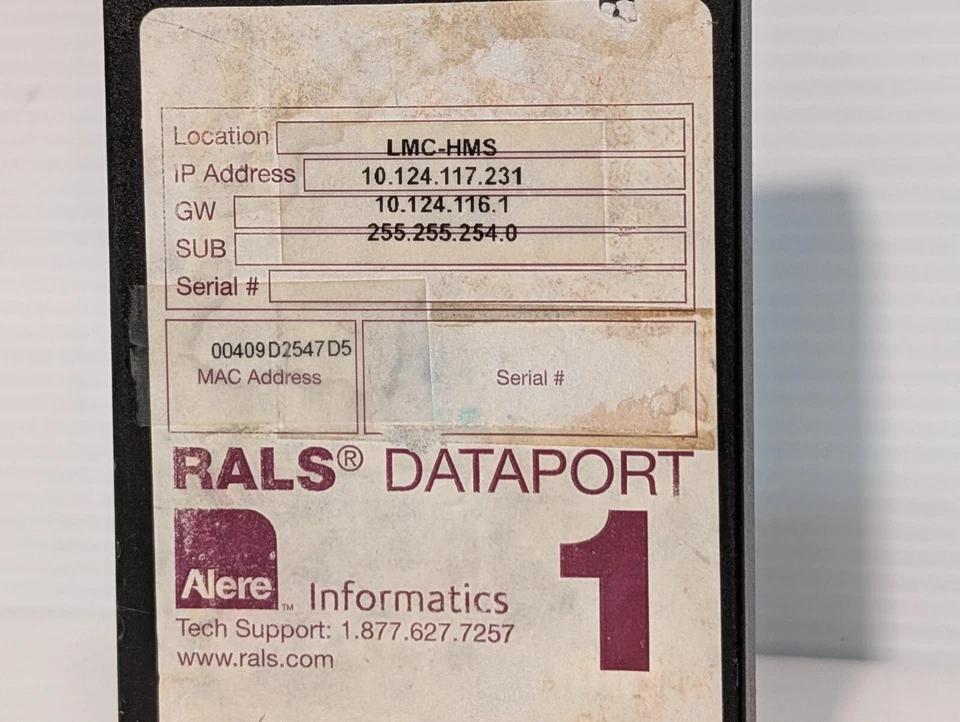 Location LMC-HMS
IP Address 10.124.117.231
GW 10.124.116.1
SUB 255.255.254.0
Serial #
00409D2547D5
MAC Address
Serial #
RALS® DATAPORT
1
Alere™ Informatics
Tech Support: 1.877.627.7257
www.rals.com